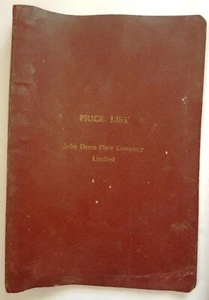 PRICE LIST
John Deere Plow Company
Limited